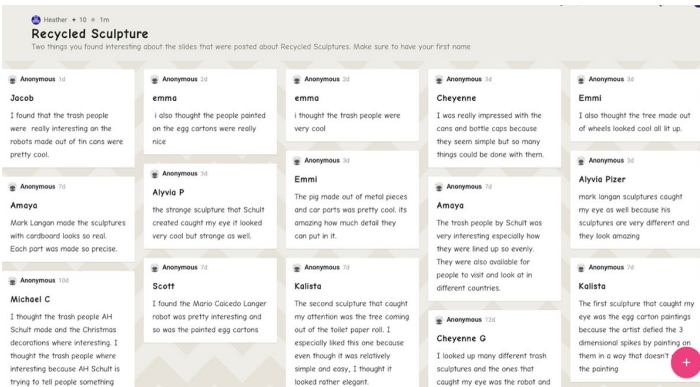 Heather + 10 • 1m
Recycled Sculpture
Two things you found interesting about the slides that were posted about Recycled Sculptures. Make sure to have your first name
Anonymous 1d
Jacob
I found that the trash people
were really interesting an the
robots made out of tin cans were
pretty cool.
Anonymous 7d
Amaya
Mark Langan made the sculptures
with cardboard looks so real.
Each part was made so precise.
Anonymous 10d
Michael C
I thought the trash people AH
Schult made and the Christmas
decorations where interesting. I
thought the trash people where
interesting because AH Schult is
trying to tell people something
Anonymous 2d
emma
i also thought the people painted
on the egg cartons were really
nice
Anonymous
Alyvia P
the strange sculpture that Schult
created caught my eye it looked
very cool but strange as well.
Anonymous 7d
Scott
I found the Mario Caicedo Langer
robot was pretty interesting and
so was the painted egg cartons
Anonymous 2d
emma
i thought the trash people were
very cool
Anonymous 3d
Emmi
The pig made out of metal pieces
and car parts was pretty cool. its
amazing how much detail they
can put in it.
Anonymous 7d
Kalista
The second sculpture that caught
my attention was the tree coming
out of the toilet paper roll. I
especially liked this one because
even though it was relatively
simple and easy, I thought it
looked rather elegant.
Anonymous 3d
Cheyenne
I was really impressed with the
cans and bottle caps because
they seem simple but so many
things could be done with them.
Anonymous 7d
Amaya
The trash people by Schult was
very interesting especially how
they were lined up so evenly.
They were also available for
people to visit and look at in
different countries.
Anonymous 12d
Cheyenne G
I looked up many different trash
sculptures and the ones that
caught my eye was the robot and
Anonymous 3d
Emmi
I also thought the tree made out
of wheels looked cool all lit up.
Anonymous 3d
Alyvia Pizer
mark langan sculptures caught
my eye as well because his
sculptures are very different and
they look amazing
Anonymous 7d
Kalista
The first sculpture that caught my
eye was the egg carton paintings
because the artist defied the 3
dimensional spikes by painting on
them in a way that doesn't
the painting